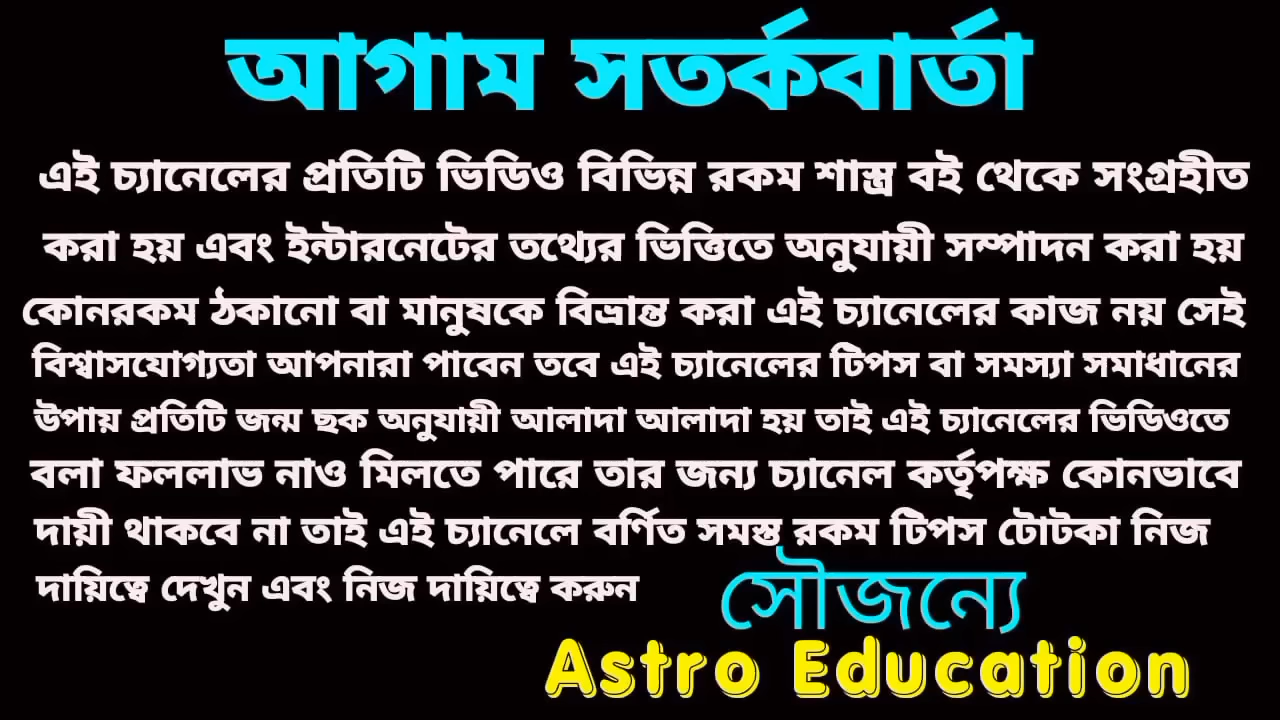 আগাম সতর্কবার্তা
এই চ্যানেলের প্রতিটি ভিডিও বিভিন্ন রকম শাস্ত্র বই থেকে সংগ্রহীত
করা হয় এবং ইন্টারনেটের তথ্যের ভিত্তিতে অনুযায়ী সম্পাদন করা হয়
কোনরকম ঠকানো বা মানুষকে বিভ্রান্ত করা এই চ্যানেলের কাজ নয় সেই
বিশ্বাসযোগ্যতা আপনারা পাবেন তবে এই চ্যানেলের টিপস বা সমস্যা সমাধানের
উপায় প্রতিটি জন্ম ছক অনুযায়ী আলাদা আলাদা হয় তাই এই চ্যানেলের ভিডিওতে
বলা ফললাভ নাও মিলতে পারে তার জন্য চ্যানেল কর্তৃপক্ষ কোনভাবে
দায়ী থাকবে না তাই এই চ্যানেলে বর্ণিত সমস্ত রকম টিপস টোটকা নিজ
দায়িত্বে দেখুন এবং নিজ দায়িত্বে করুন
সৌজন্যে
Astro Education